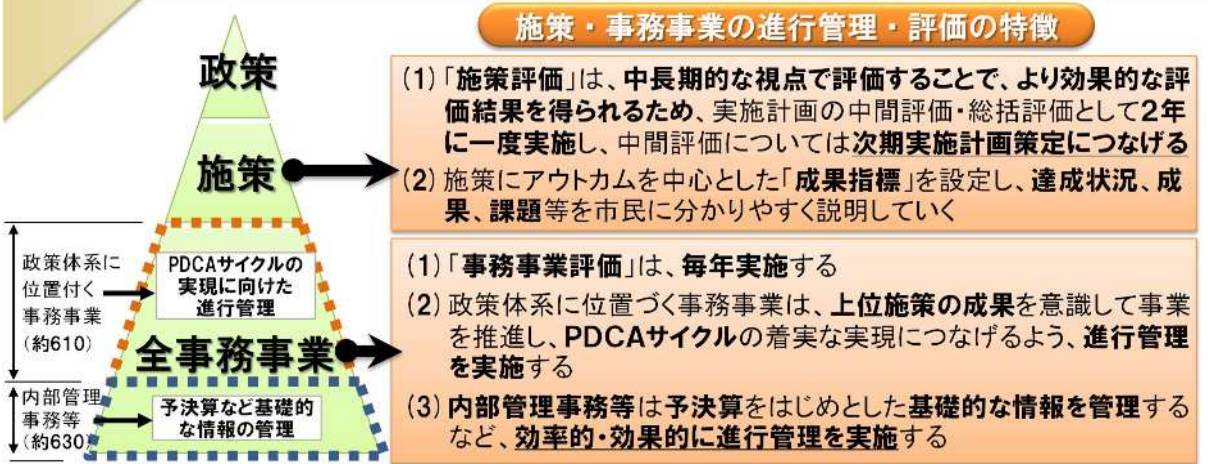 施策・事務事業の進行管理・評価の特徴
政策
施策
(1)「施策評価」は、中長期的な視点で評価することで、より効果的な評
価結果を得られるため、実施計画の中間評価・総括評価として2年
に一度実施し、中間評価については次期実施計画策定につなげる
(2)施策にアウトカムを中心とした「成果指標」を設定し、達成状況、成
果、課題等を市民に分かりやすく説明していく
政策体系に
位置付く
事務事業
(約610)
PDCAサイクルの
実現に向けた
進行管理
全事務事業
内部管理
事務等
(約630)
予決算など基礎的
な情報の管理
(1)「事務事業評価」は、毎年実施する
(2)政策体系に位置づく事務事業は、上位施策の成果を意識して事業
を推進し、PDCAサイクルの着実な実現につなげるよう、進行管理
を実施する
(3)内部管理事務等は予決算をはじめとした基礎的な情報を管理する
など、効率的・効果的に進行管理を実施する